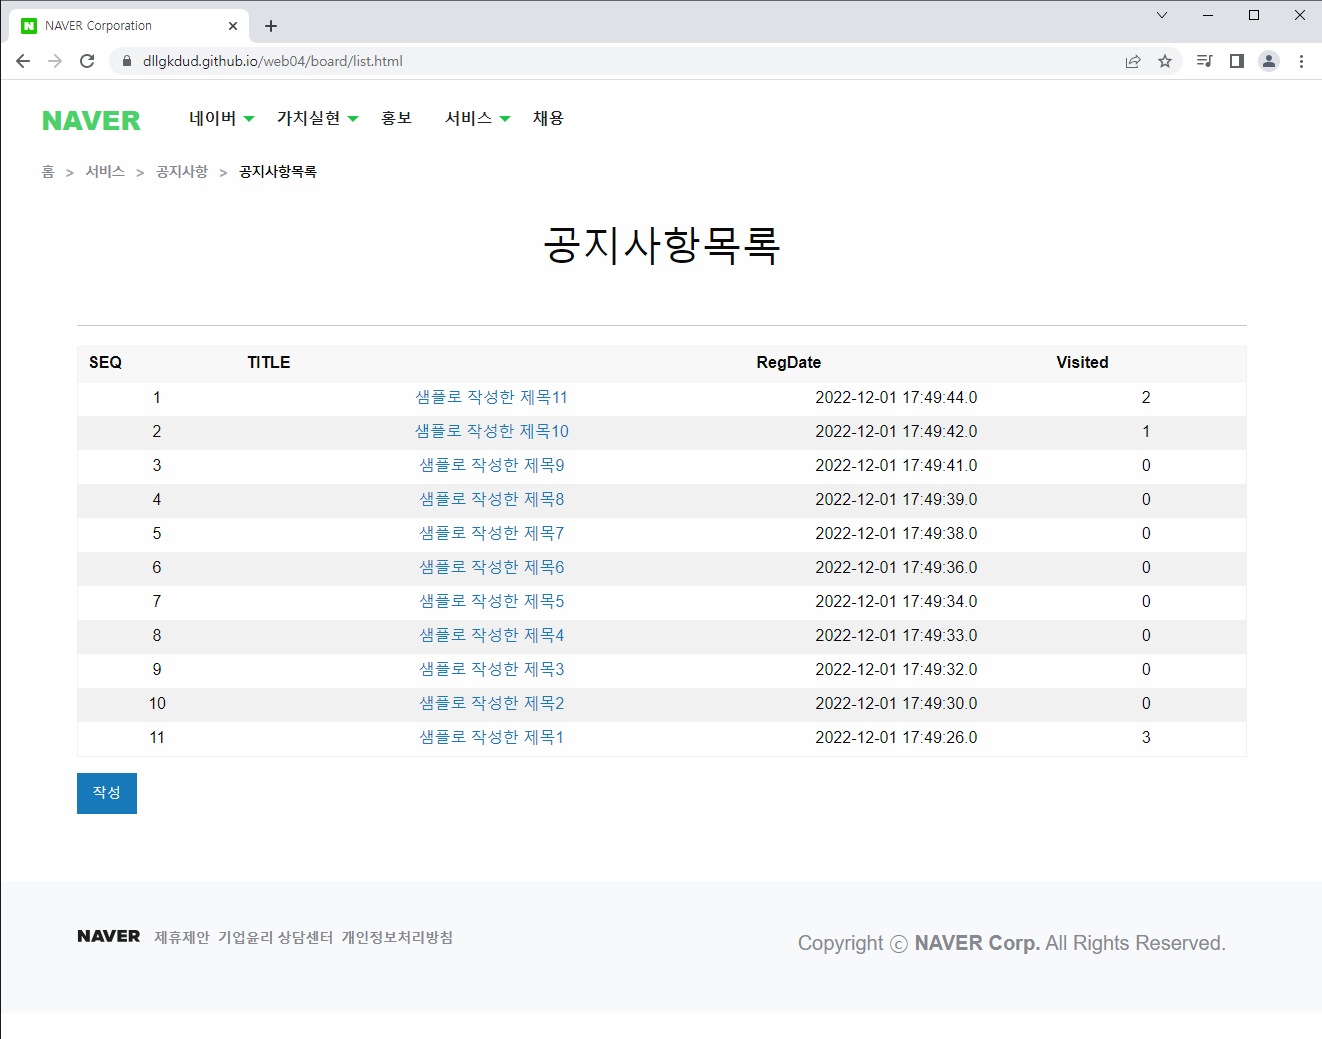 NAVER Corporation
dllgkdud.github.io/web04/board/list.html
NAVER 네이버 가치실현 홍보 서비스 채용
홈 > 서비스 > 공지사항 > 공지사항목록
공지사항목록
SEQ TITLE RegDate Visited
1 샘플로 작성한 제목11 2022-12-01 17:49:44.0 2
2 샘플로 작성한 제목10 2022-12-01 17:49:42.0 1
3 샘플로 작성한 제목9 2022-12-01 17:49:41.0 0
4 샘플로 작성한 제목8 2022-12-01 17:49:39.0 0
5 샘플로 작성한 제목7 2022-12-01 17:49:38.0 0
6 샘플로 작성한 제목6 2022-12-01 17:49:36.0 0
7 샘플로 작성한 제목5 2022-12-01 17:49:34.0 0
8 샘플로 작성한 제목4 2022-12-01 17:49:33.0 0
9 샘플로 작성한 제목3 2022-12-01 17:49:32.0 0
10 샘플로 작성한 제목2 2022-12-01 17:49:30.0 0
11 샘플로 작성한 제목1 2022-12-01 17:49:26.0 3
작성
NAVER 제휴제안 기업윤리 상담센터 개인정보처리방침
Copyright ⓒ NAVER Corp. All Rights Reserved.